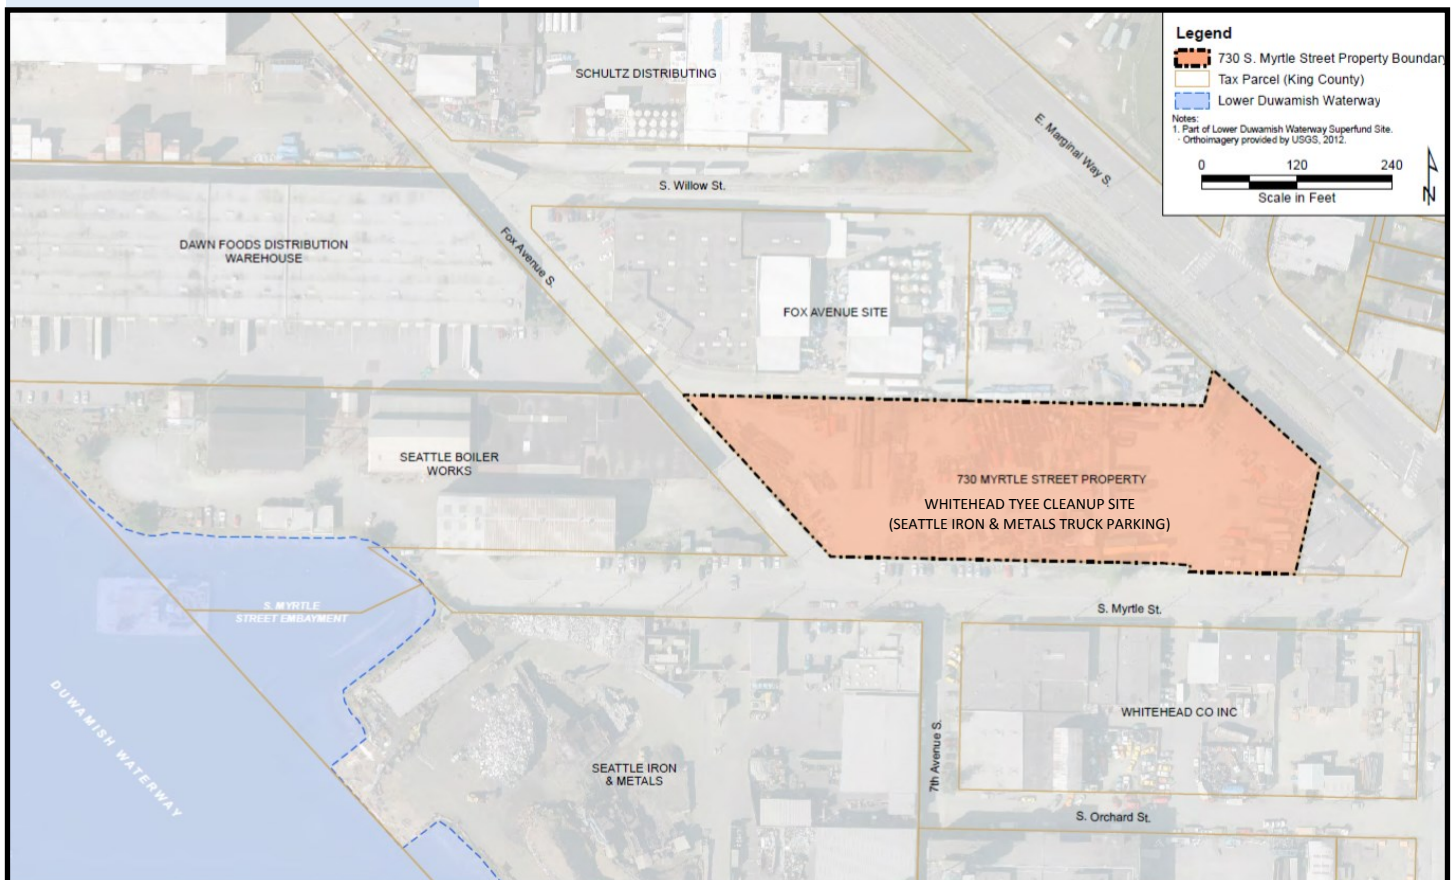 Legend
730 S. Myrtle Street Property Boundary
Tax Parcel (King County)
Lower Duwamish Waterway
Notes:
1. Part of Lower Duwamish Waterway Superfund Site.
- Orthoimagery provided by USGS, 2012.
0 120 240
Scale in Feet
N
SCHULTZ DISTRIBUTING
E. Marginal Way S.
S. Willow St.
DAWN FOODS DISTRIBUTION
WAREHOUSE
Fox Avenue S.
FOX AVENUE SITE
SEATTLE BOILER
WORKS
730 MYRTLE STREET PROPERTY
WHITEHEAD TYEE CLEANUP SITE
(SEATTLE IRON & METALS TRUCK PARKING)
S. MYRTLE
STREET EMBAYMENT
S. Myrtle St.
DUWAMISH WATERWAY
WHITEHEAD CO INC
7th Avenue S.
SEATTLE IRON
& METALS
S. Orchard St.